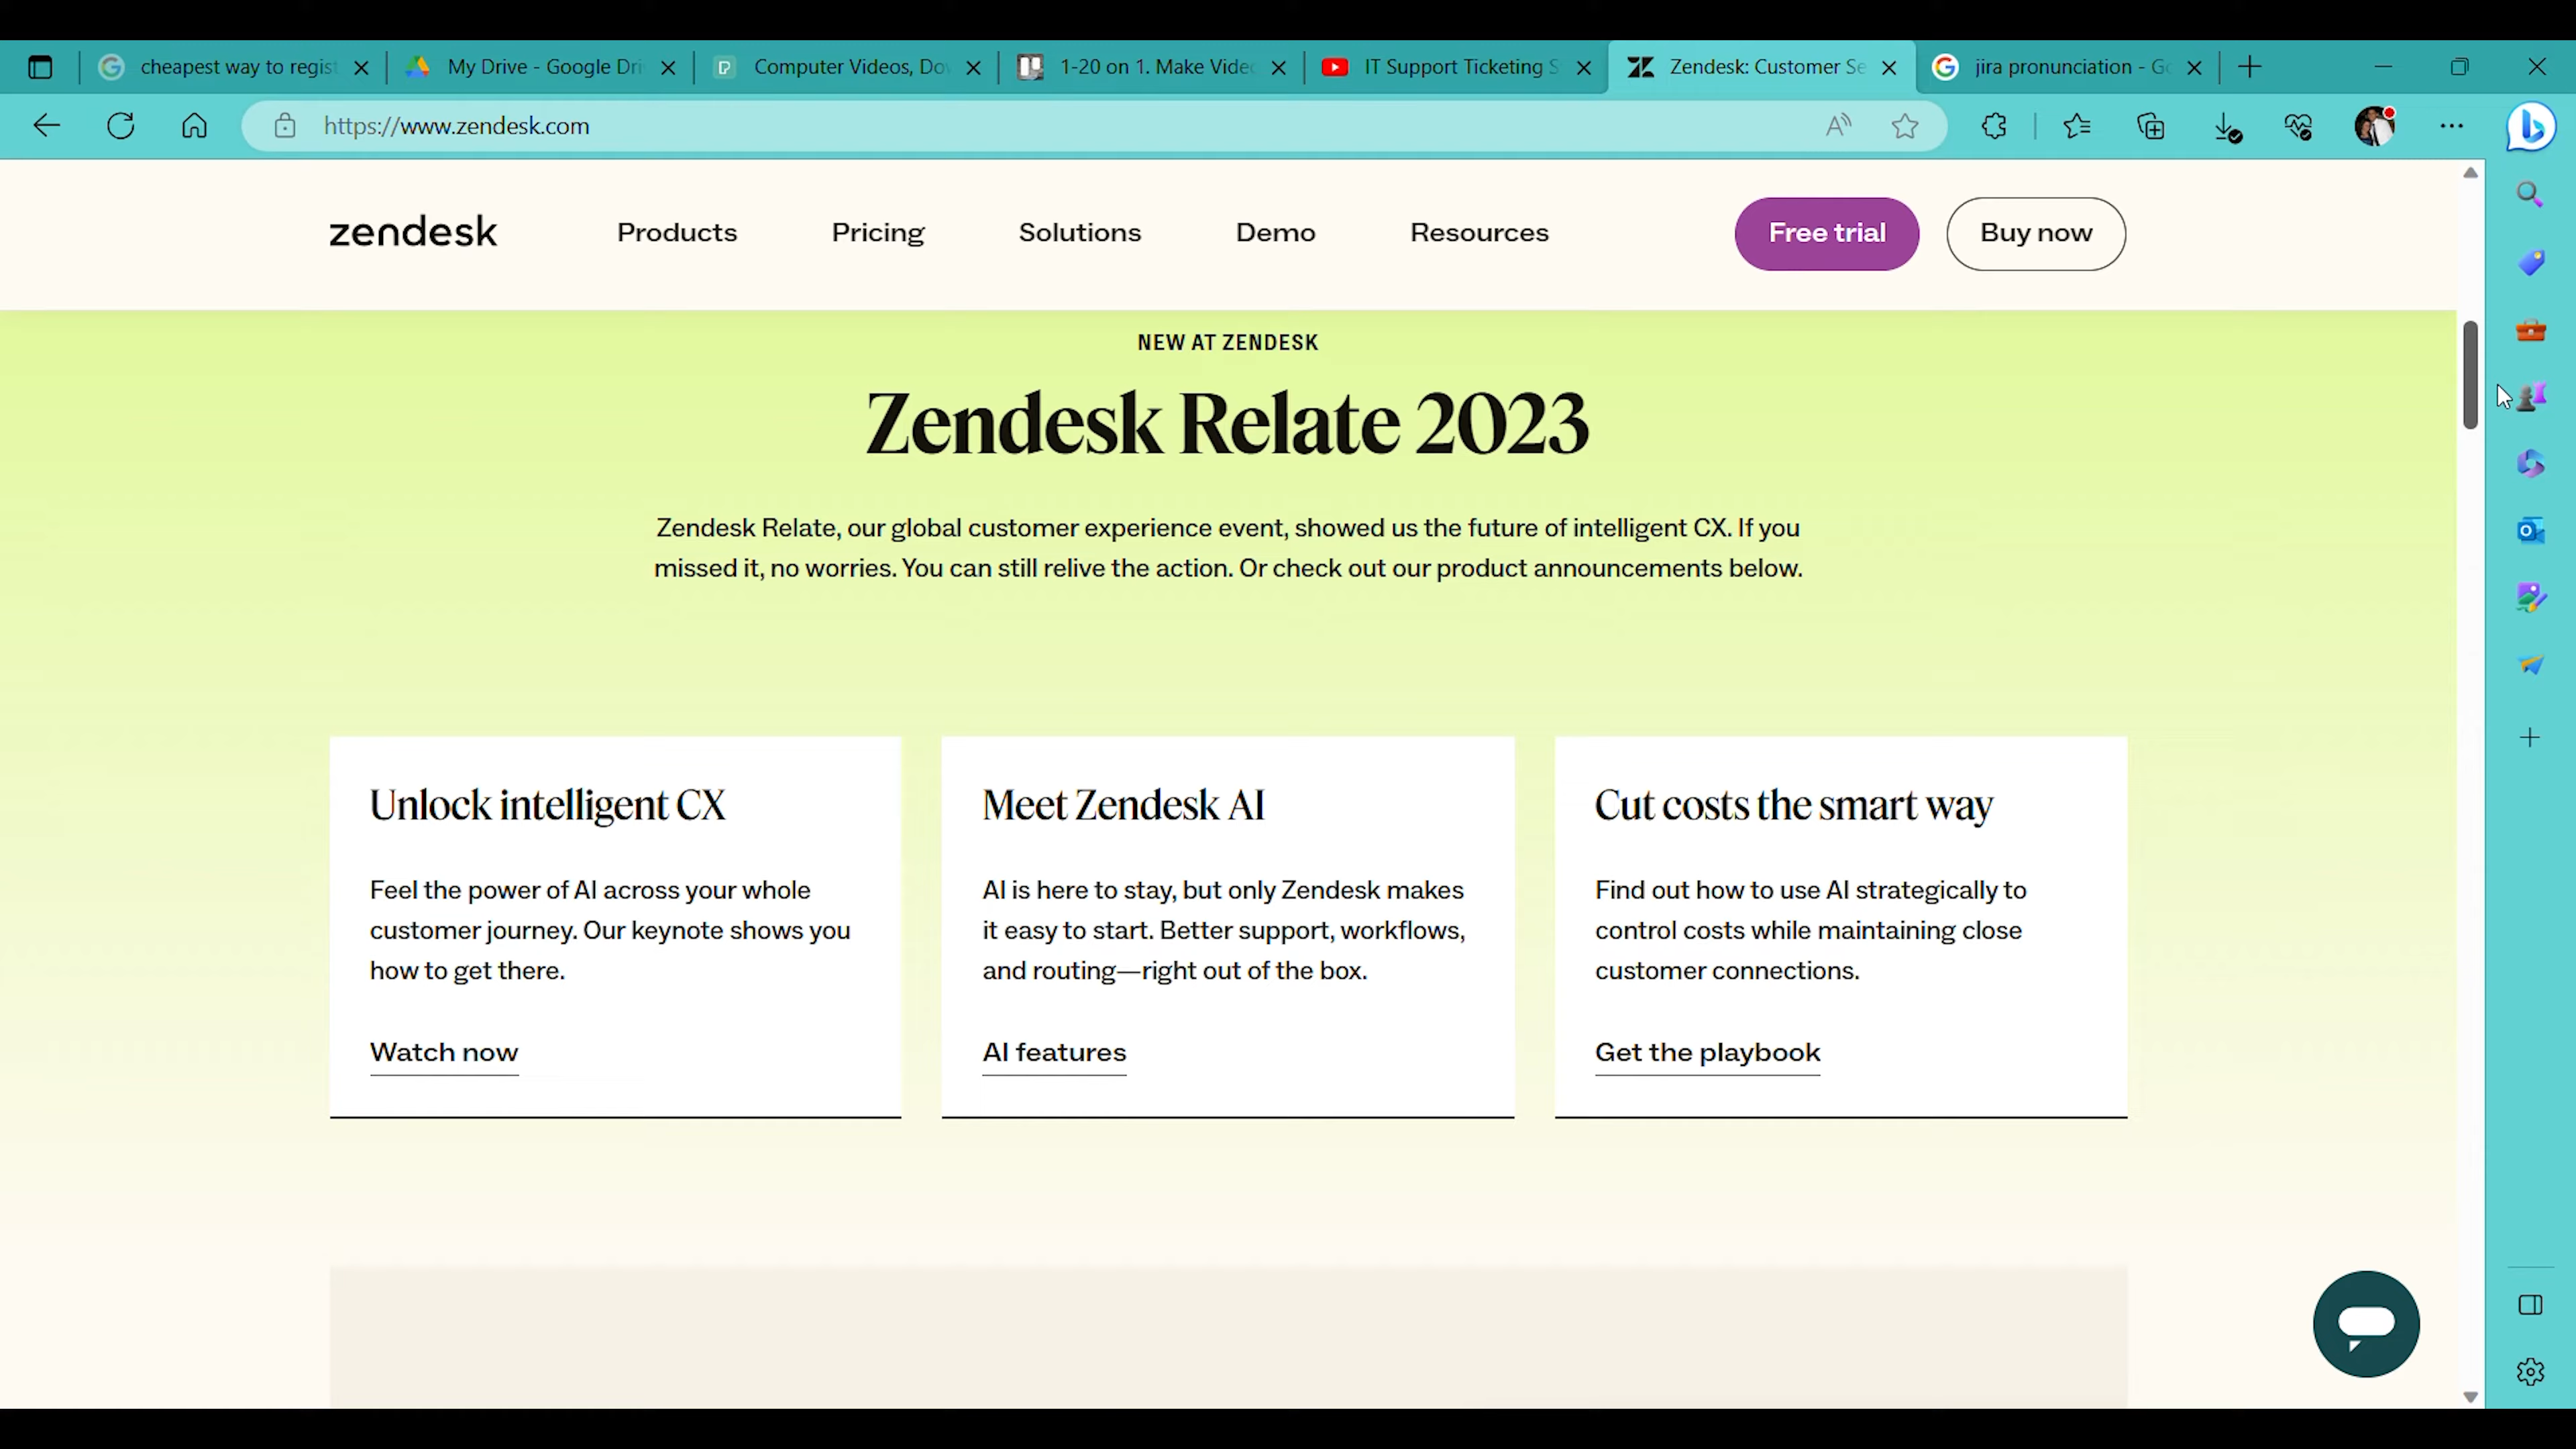 cheapest way to regist
My Drive - Google Dri
Computer Videos, Dov
1-20 on 1. Make Vide
IT Support Ticketing S
Zendesk: Customer Se
jira pronunciation - Go
https://www.zendesk.com
zendesk
Products
Pricing
Solutions
Demo
Resources
Free trial
Buy now
NEW AT ZENDESK
Zendesk Relate 2023
Zendesk Relate, our global customer experience event, showed us the future of intelligent CX. If you
missed it, no worries. You can still relive the action. Or check out our product announcements below.
Unlock intelligent CX
Feel the power of AI across your whole
customer journey. Our keynote shows you
how to get there.
Watch now
Meet Zendesk AI
AI is here to stay, but only Zendesk makes
it easy to start. Better support, workflows,
and routing—right out of the box.
AI features
Cut costs the smart way
Find out how to use AI strategically to
control costs while maintaining close
customer connections.
Get the playbook